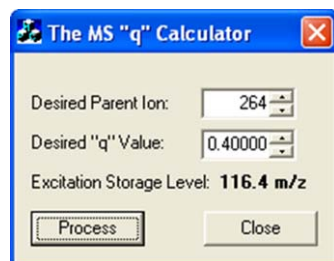 The MS "q" Calculator
Desired Parent Ion: 264
Desired "q" Value: 0.40000
Excitation Storage Level: 116.4 m/z
Process Close